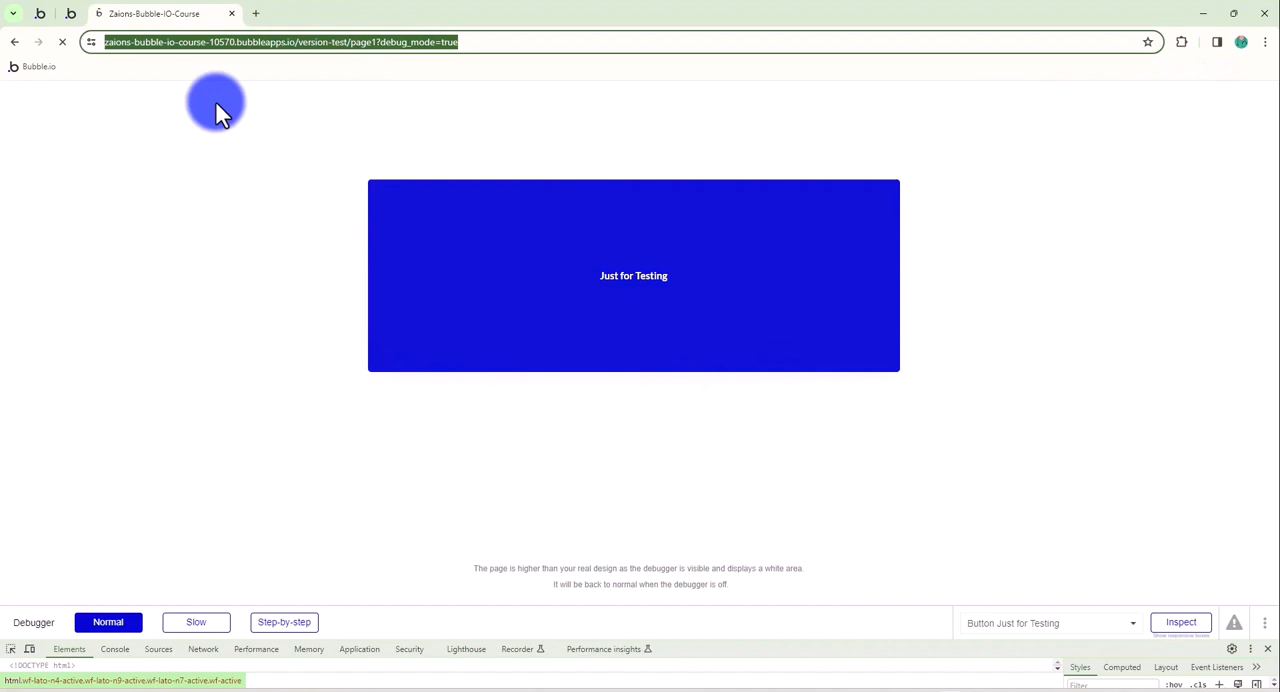 Zaions-Bubble-IO-Course
zaions-bubble-io-course-10570.bubbleapps.io/version-test/page1?debug_mode=true
Bubble.io
Just for Testing
The page is higher than your real design as the debugger is visible and displays a white area.
It will be back to normal when the debugger is off.
Debugger Normal Slow Step-by-step Button Just for Testing Inspect
Show responsive boxes
Elements Console Sources Network Performance Memory Application Security Lighthouse Recorder Performance insights
<!DOCTYPE html> Styles Computed Layout Event Listeners
html.wf-lato-n4-active.wf-lato-n9-active.wf-lato-n7-active.wf-active Filter :hov .cls